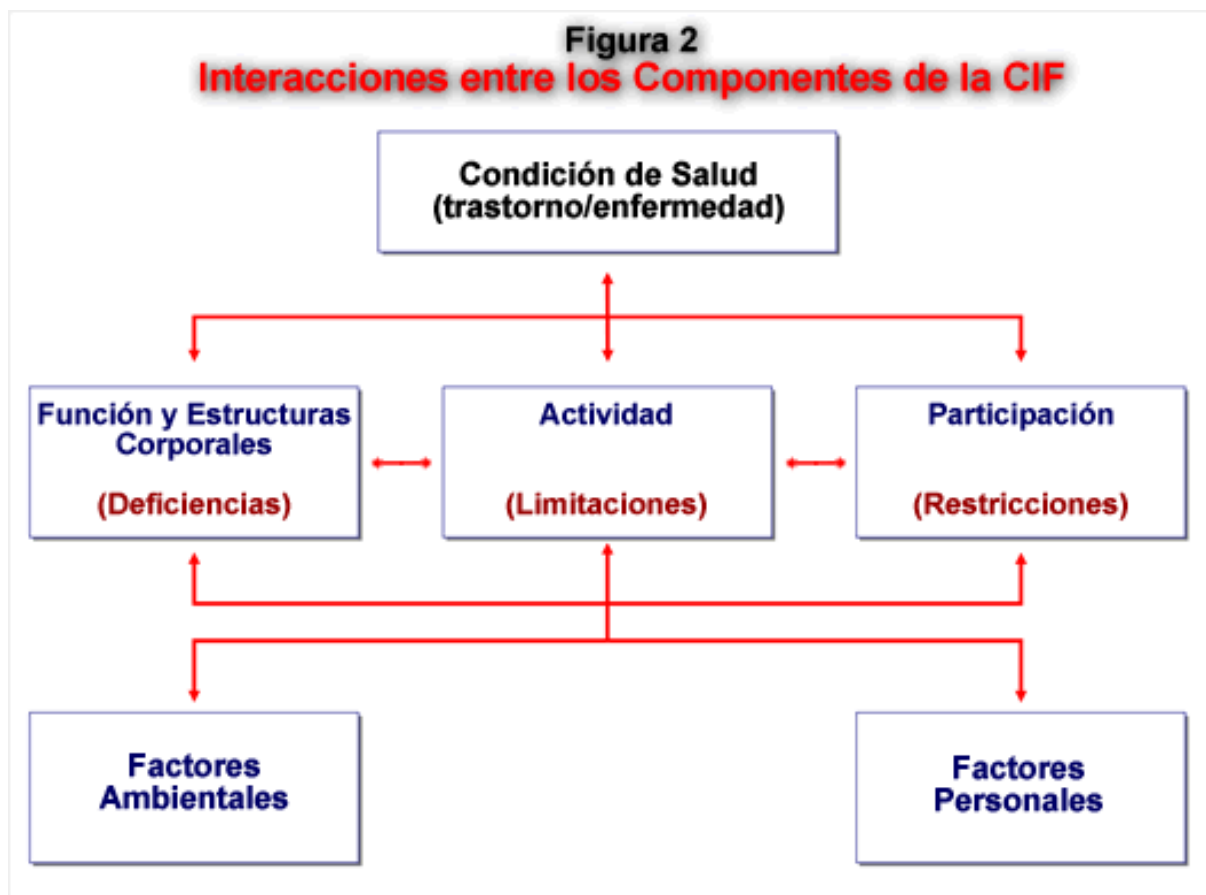 Figura 2
Interacciones entre los Componentes de la CIF
Condición de Salud
(trastorno/enfermedad)
Función y Estructuras
Corporales
(Deficiencias)
Actividad
(Limitaciones)
Participación
(Restricciones)
Factores
Ambientales
Factores
Personales